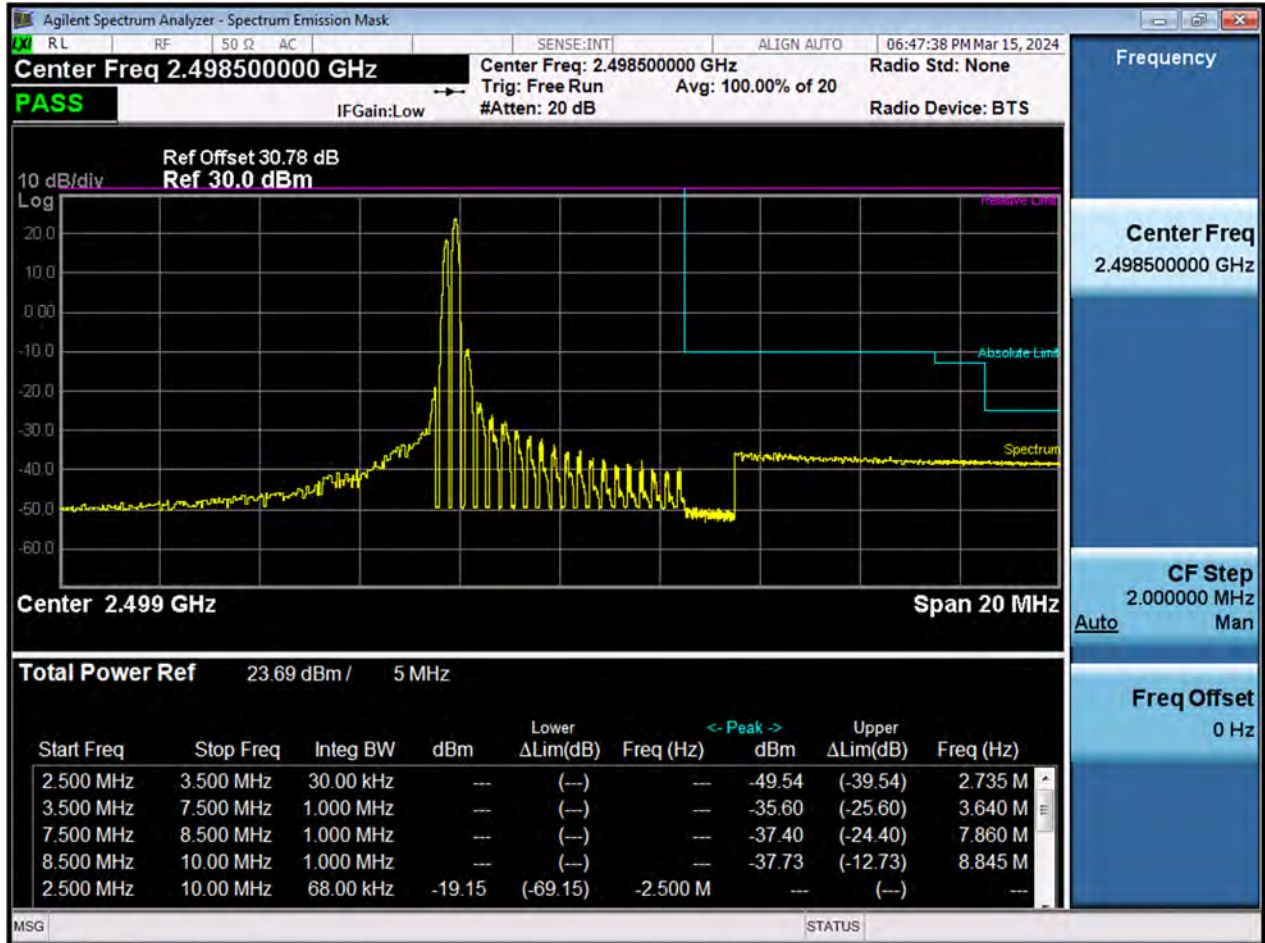 Agilent Spectrum Analyzer - Spectrum Emission Mask
LXI RL RF 50 Ω AC SENSE:INT ALIGN AUTO 06:47:38 PM Mar 15, 2024
Center Freq 2.498500000 GHz
Center Freq: 2.498500000 GHz
Radio Std: None
Trig: Free Run Avg: 100.00% of 20
PASS
IFGain:Low
#Atten: 20 dB
Radio Device: BTS
Ref Offset 30.78 dB
10 dB/div Ref 30.0 dBm
Log
Relative Limit
20.0
10.0
0.00
-10.0
Absolute Limit
-20.0
-30.0
Spectrum
-40.0
-50.0
-60.0
Center 2.499 GHz Span 20 MHz
Total Power Ref 23.69 dBm / 5 MHz
Lower <- Peak -> Upper
Start Freq Stop Freq Integ BW dBm ΔLim(dB) Freq (Hz) dBm ΔLim(dB) Freq (Hz)
2.500 MHz 3.500 MHz 30.00 kHz --- (---) --- -49.54 (-39.54) 2.735 M
3.500 MHz 7.500 MHz 1.000 MHz --- (---) --- -35.60 (-25.60) 3.640 M
7.500 MHz 8.500 MHz 1.000 MHz --- (---) --- -37.40 (-24.40) 7.860 M
8.500 MHz 10.00 MHz 1.000 MHz --- (---) --- -37.73 (-12.73) 8.845 M
2.500 MHz 10.00 MHz 68.00 kHz -19.15 (-69.15) -2.500 M --- (---) ---
MSG STATUS
Frequency
Center Freq
2.498500000 GHz
CF Step
2.000000 MHz
Auto Man
Freq Offset
0 Hz